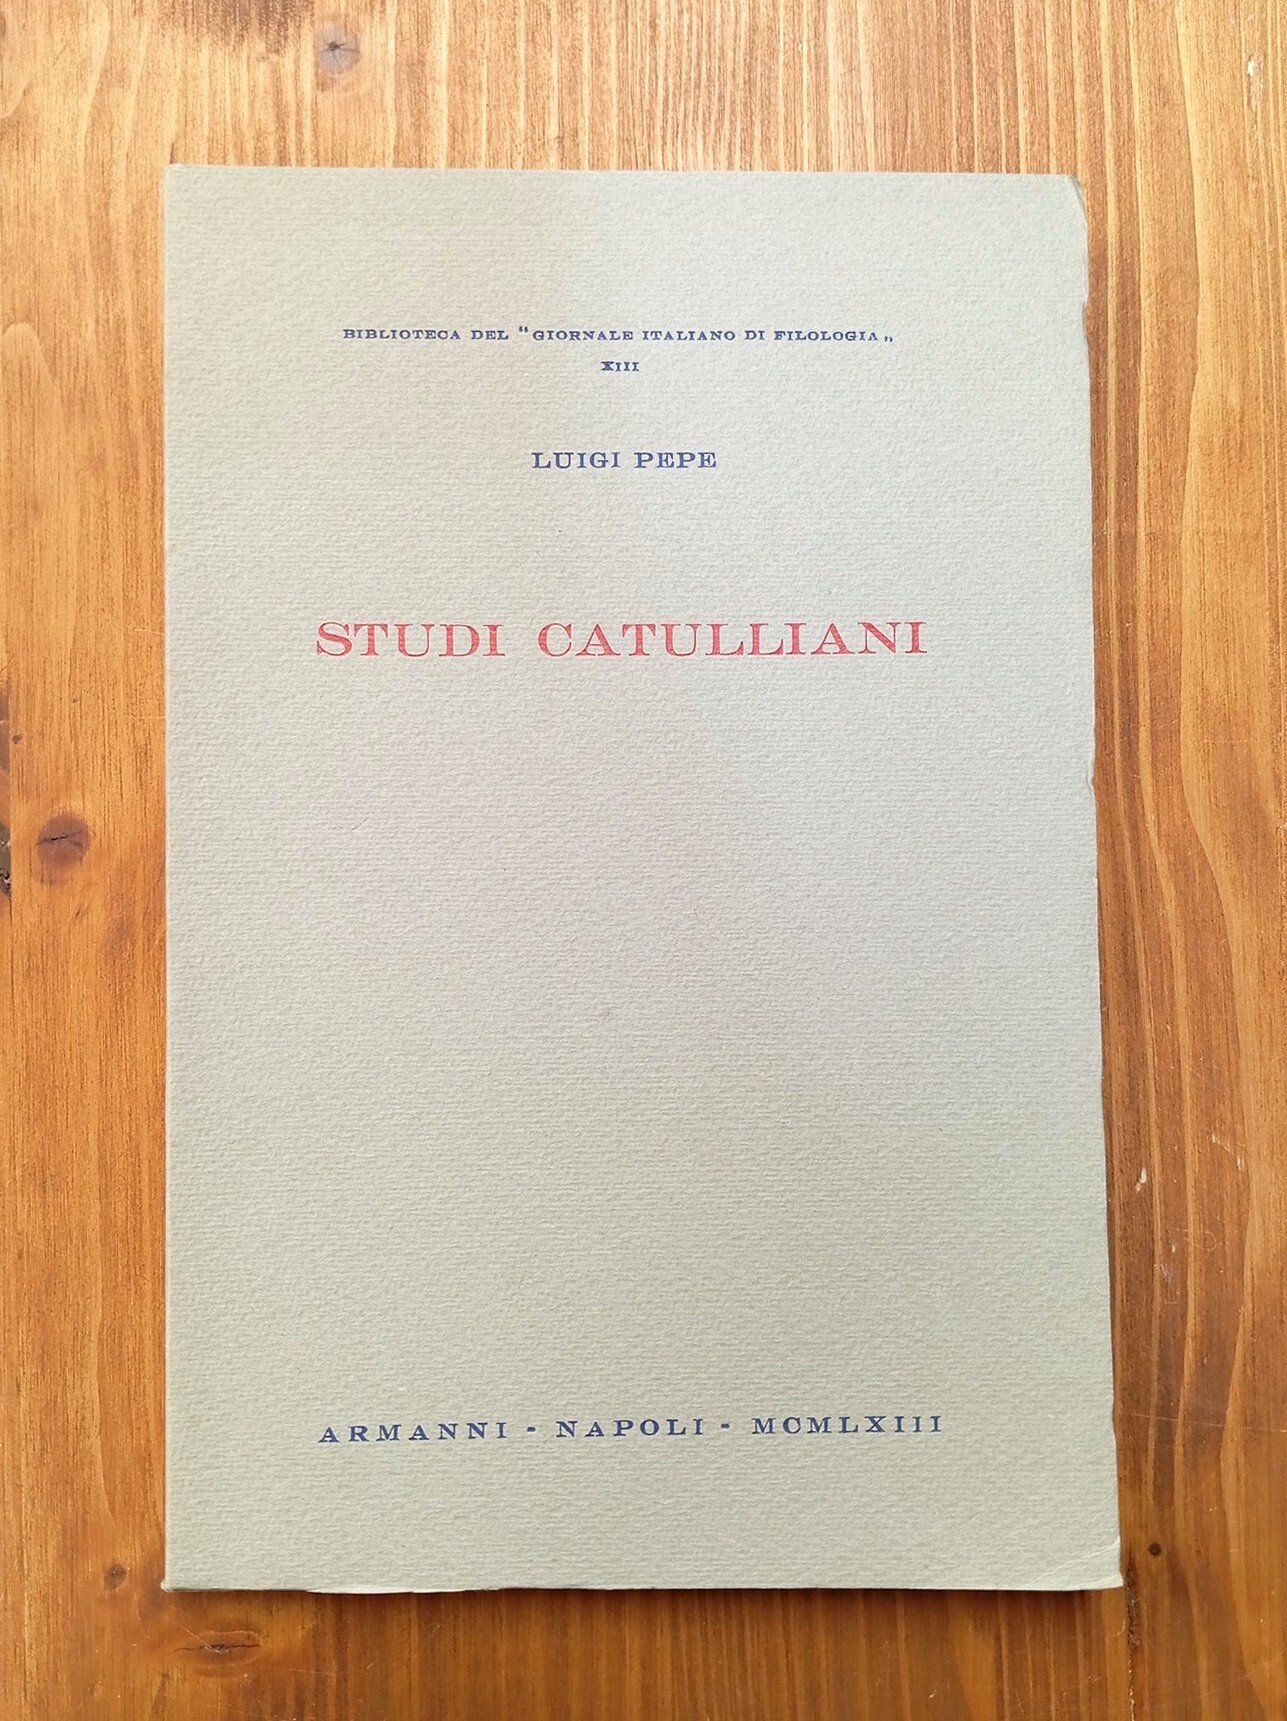 BIBLIOTECA DEL “GIORNALE ITALIANO DI FILOLOGIA„
XIII
LUIGI PEPE
STUDI CATULLIANI
ARMANNI - NAPOLI - MCMLXIII